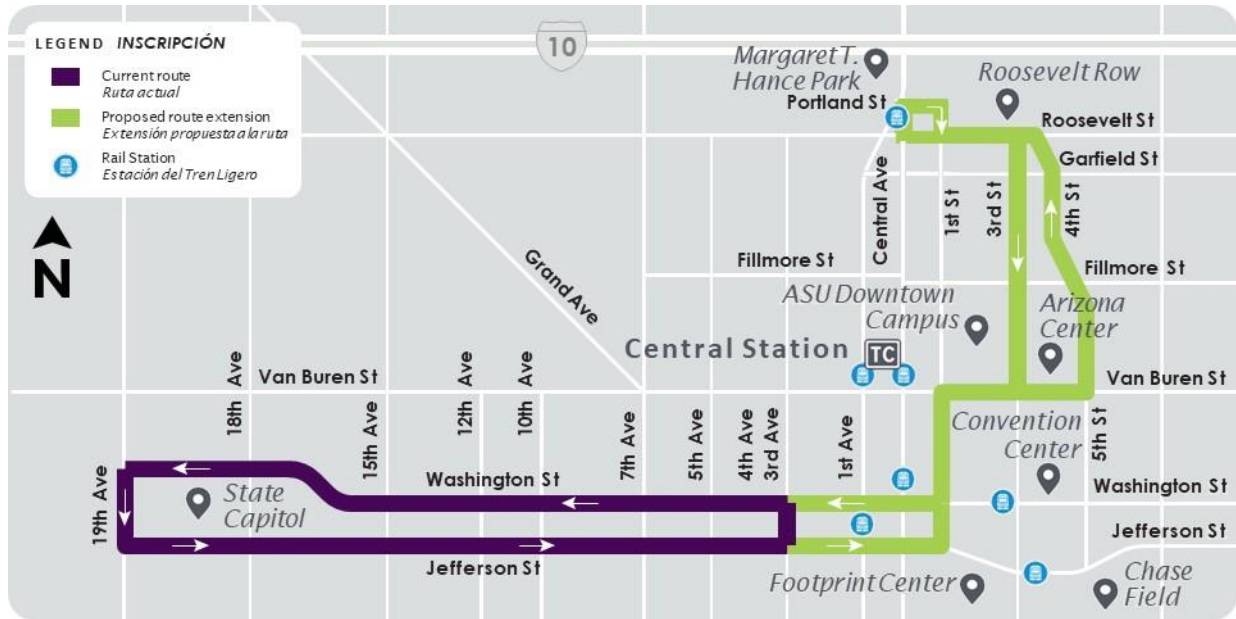 LEGEND INSCRIPCIÓN
Current route
Ruta actual
Proposed route extension
Extensión propuesta a la ruta
Rail Station
Estación del Tren Ligero
N
10
Margaret T.
Hance Park
Roosevelt Row
Portland St
Roosevelt St
Garfield St
Central Ave
1st St
3rd St
4th St
Grand Ave
Fillmore St
Fillmore St
ASU Downtown
Campus
Arizona
Center
Central Station
TC
18th Ave
Van Buren St
12th Ave
10th Ave
Van Buren St
15th Ave
7th Ave
5th Ave
4th Ave
3rd Ave
1st Ave
Convention
Center
5th St
19th Ave
State
Capitol
Washington St
Washington St
Jefferson St
Jefferson St
Footprint Center
Chase
Field